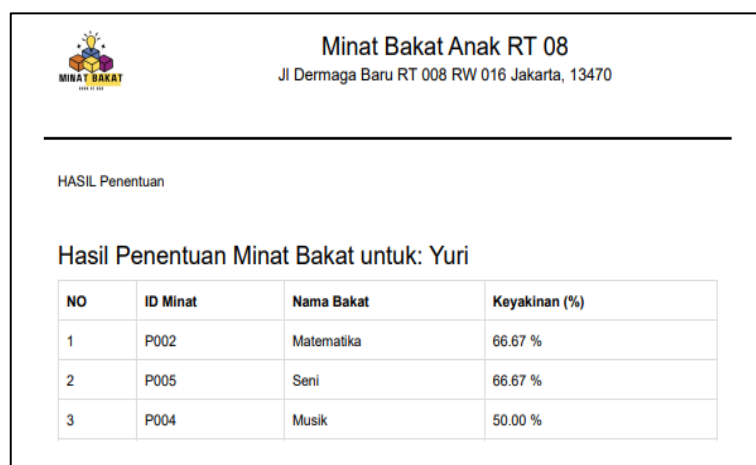 Minat Bakat Anak RT 08
MINAT BAKAT
Jl Dermaga Baru RT 008 RW 016 Jakarta, 13470
HASIL Penentuan
Hasil Penentuan Minat Bakat untuk: Yuri
NO ID Minat Nama Bakat Keyakinan (%)
1 P002 Matematika 66.67 %
2 P005 Seni 66.67 %
3 P004 Musik 50.00 %